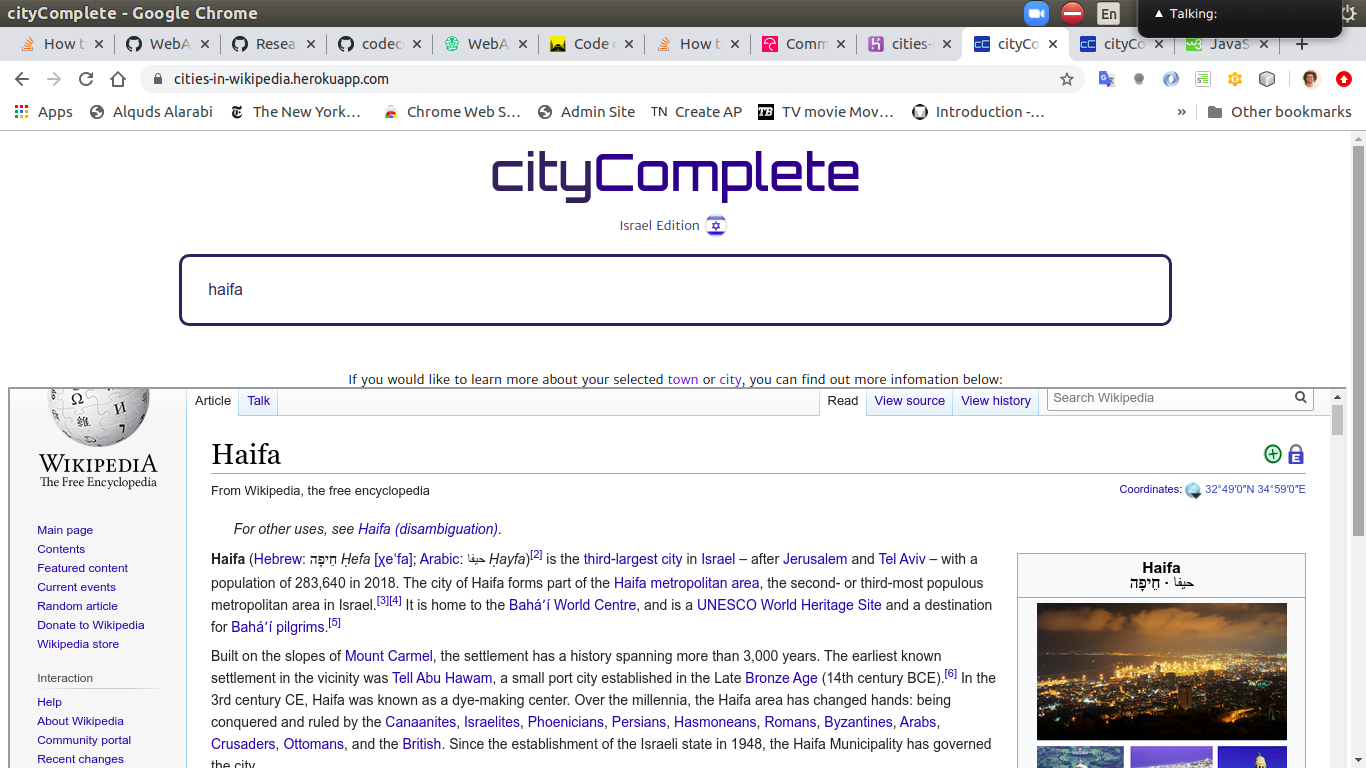 cityComplete - Google Chrome
En
▲ Talking:
How t
WebA
Resea
codec
WebA
Code
How t
Comm
cities-
cityCo
cityCo
JavaS
cities-in-wikipedia.herokuapp.com
Apps
Alquds Alarabi
The New York…
Chrome Web S…
Admin Site
TN Create AP
TV movie Mov…
Introduction -…
»
Other bookmarks
cityComplete
Israel Edition
haifa
If you would like to learn more about your selected town or city, you can find out more infomation below:
WIKIPEDIA
The Free Encyclopedia
Main page
Contents
Featured content
Current events
Random article
Donate to Wikipedia
Wikipedia store
Interaction
Help
About Wikipedia
Community portal
Recent changes
Article
Talk
Read
View source
View history
Search Wikipedia
Haifa
From Wikipedia, the free encyclopedia
Coordinates: 32°49′0″N 34°59′0″E
For other uses, see Haifa (disambiguation).
Haifa (Hebrew: חֵיפָה Ḥefa [χeˈfa]; Arabic: حيفا Ḥayfa)[2] is the third-largest city in Israel – after Jerusalem and Tel Aviv – with a
population of 283,640 in 2018. The city of Haifa forms part of the Haifa metropolitan area, the second- or third-most populous
metropolitan area in Israel.[3][4] It is home to the Baháʼí World Centre, and is a UNESCO World Heritage Site and a destination
for Baháʼí pilgrims.[5]
Built on the slopes of Mount Carmel, the settlement has a history spanning more than 3,000 years. The earliest known
settlement in the vicinity was Tell Abu Hawam, a small port city established in the Late Bronze Age (14th century BCE).[6] In the
3rd century CE, Haifa was known as a dye-making center. Over the millennia, the Haifa area has changed hands: being
conquered and ruled by the Canaanites, Israelites, Phoenicians, Persians, Hasmoneans, Romans, Byzantines, Arabs,
Crusaders, Ottomans, and the British. Since the establishment of the Israeli state in 1948, the Haifa Municipality has governed
the city.
Haifa
חֵיפָה · حيفا